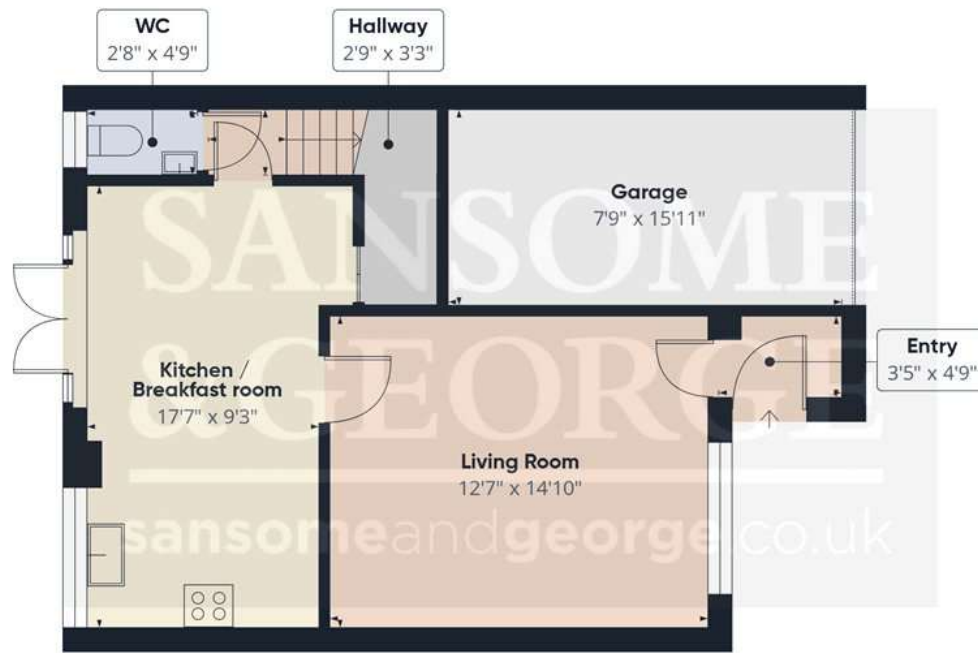 WC
2'8" x 4'9"
Hallway
2'9" x 3'3"
Garage
7'9" x 15'11"
SANSOME
&GEORGE
Kitchen /
Breakfast room
17'7" x 9'3"
Entry
3'5" x 4'9"
Living Room
12'7" x 14'10"
sansomeandgeorge.co.uk